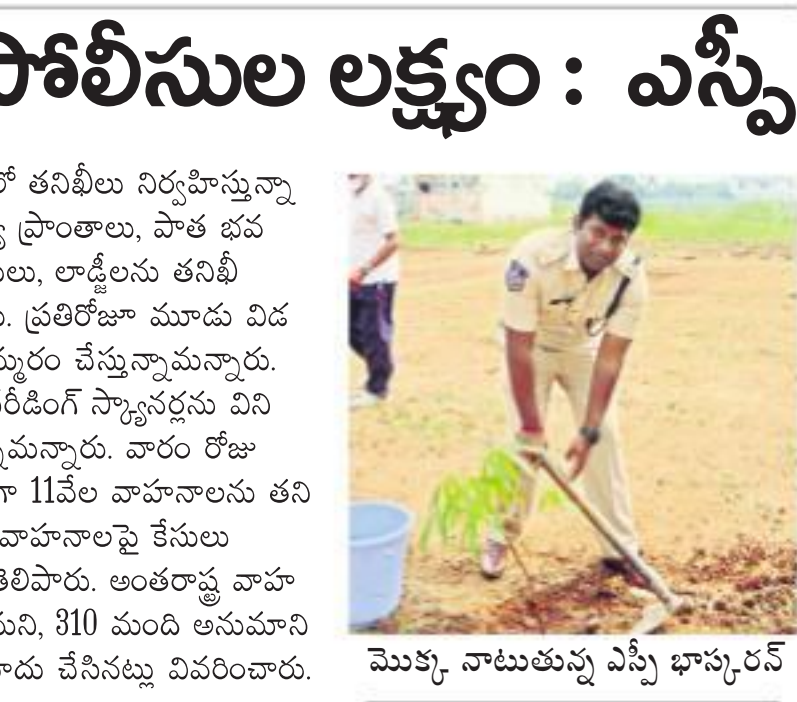 పోలీసుల లక్ష్యం : ఎస్పీ
లో తనిఖీలు నిర్వహిస్తున్నా
ప్రాంతాలు, పాత భవ
లాడ్జీలను తనిఖీ
ప్రతిరోజూ మూడు విడ
మ్మరం చేస్తున్నామన్నారు.
రీడింగ్ స్క్యానర్లను విని
న్నామన్నారు. వారం రోజు
గా 11వేల వాహనాలను తని
వాహనాలపై కేసులు
తెలిపారు. అంతరాష్ట్ర వాహ
310 మంది అనుమాని
చేసినట్లు వివరించారు.
మొక్క నాటుతున్న ఎస్పీ భాస్కరన్